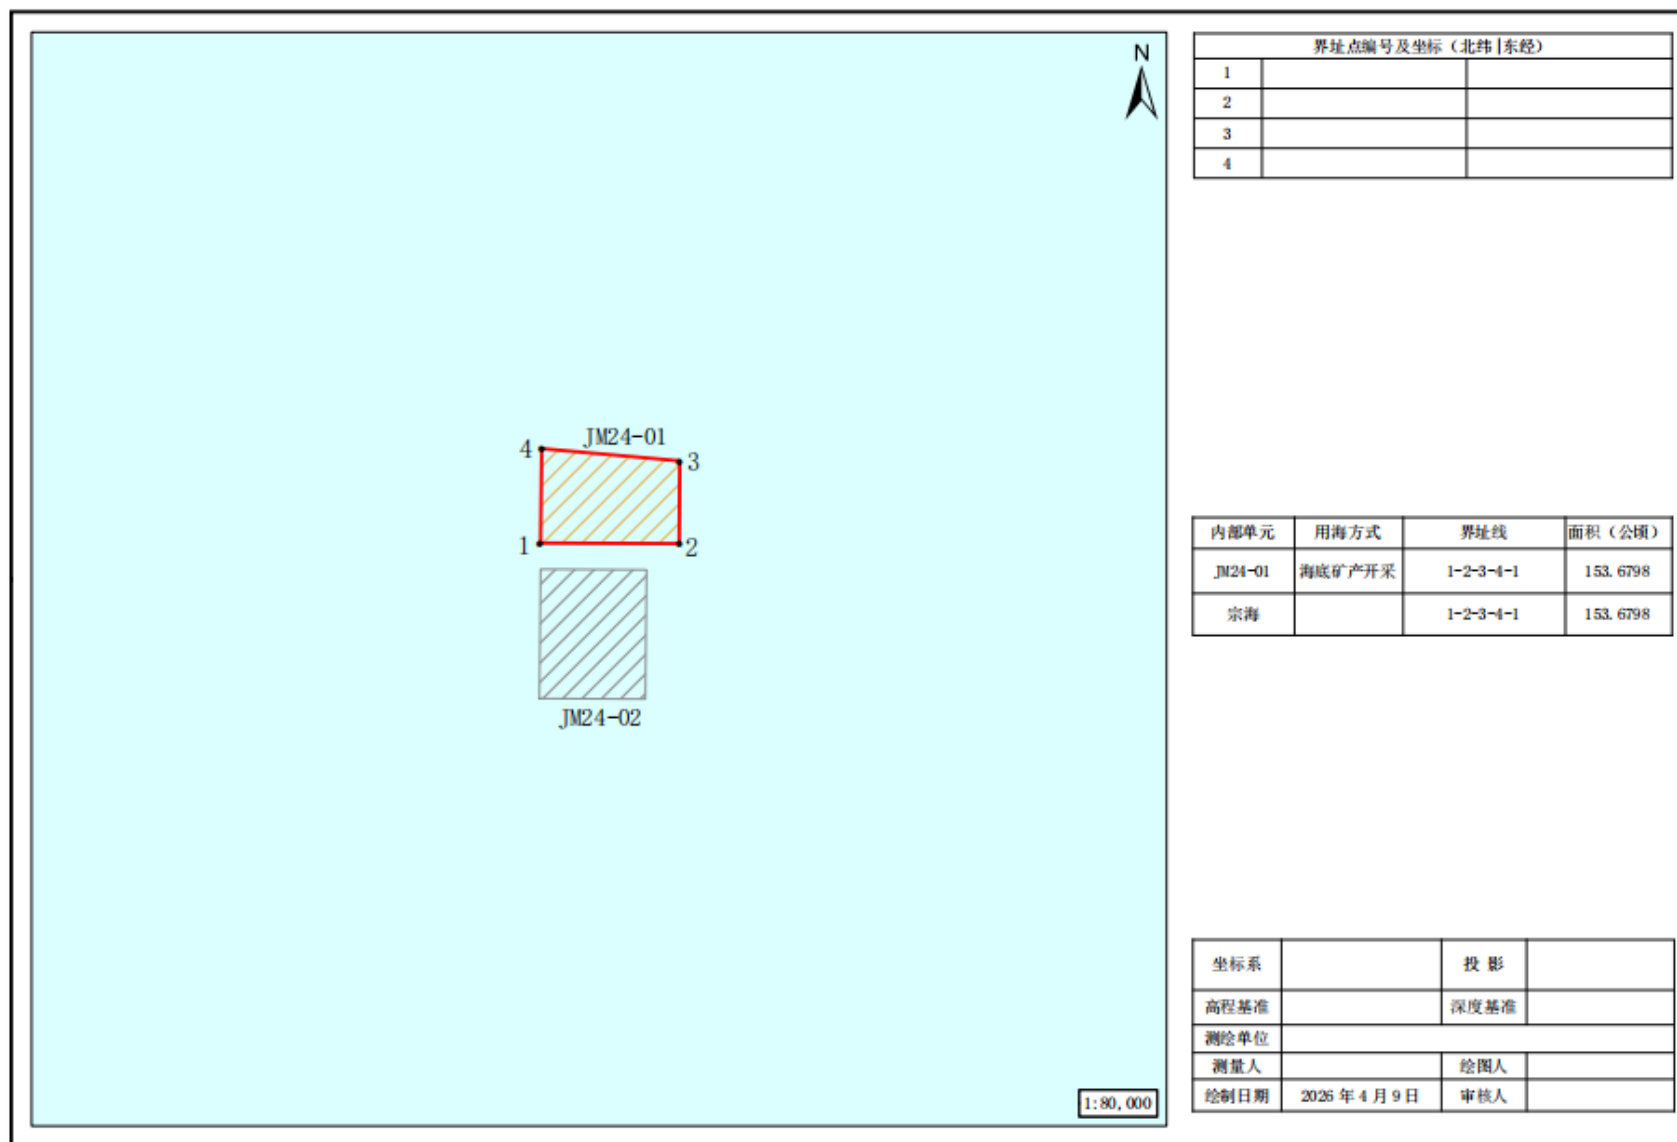 N
界址点编号及坐标（北纬|东经）
1
2
3
4
JM24-01
4
3
1
2
JM24-02
内部单元 用海方式 界址线 面积（公顷）
JM24-01 海底矿产开采 1-2-3-4-1 153.6798
宗海 1-2-3-4-1 153.6798
坐标系 投 影
高程基准 深度基准
测绘单位
测量人 绘图人
绘制日期 2026 年 4 月 9 日 审核人
1:80,000